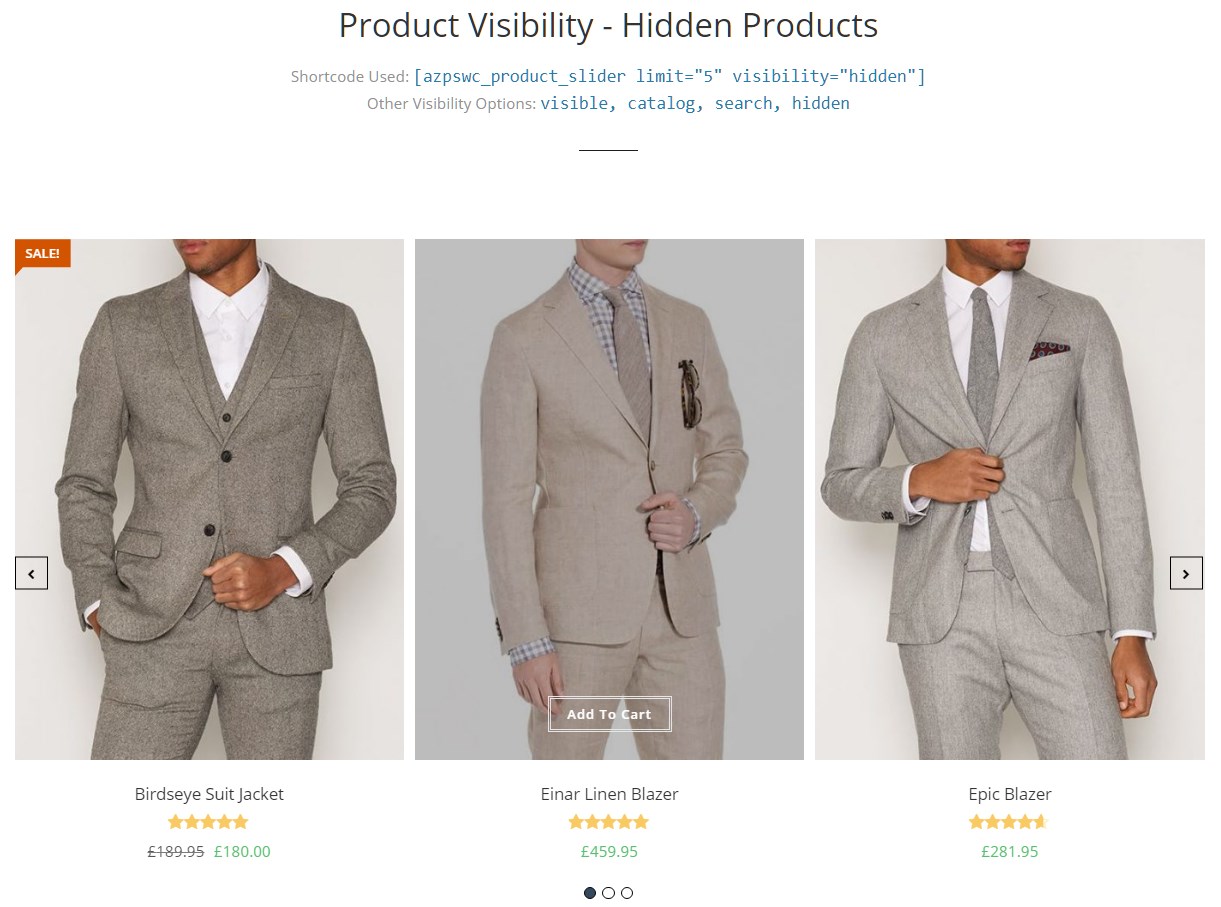 Product Visibility - Hidden Products
Shortcode Used: [azpswc_product_slider limit="5" visibility="hidden"]
Other Visibility Options: visible, catalog, search, hidden
SALE!
Add To Cart
Birdseye Suit Jacket
Einar Linen Blazer
Epic Blazer
£189.95 £180.00
£459.95
£281.95